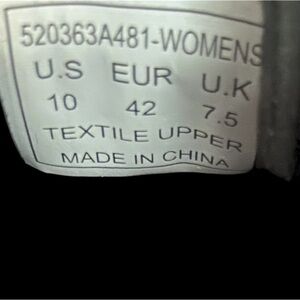 520363A481-WOMENS
U.S EUR U.K
10 42 7.5
TEXTILE UPPER
MADE IN CHINA